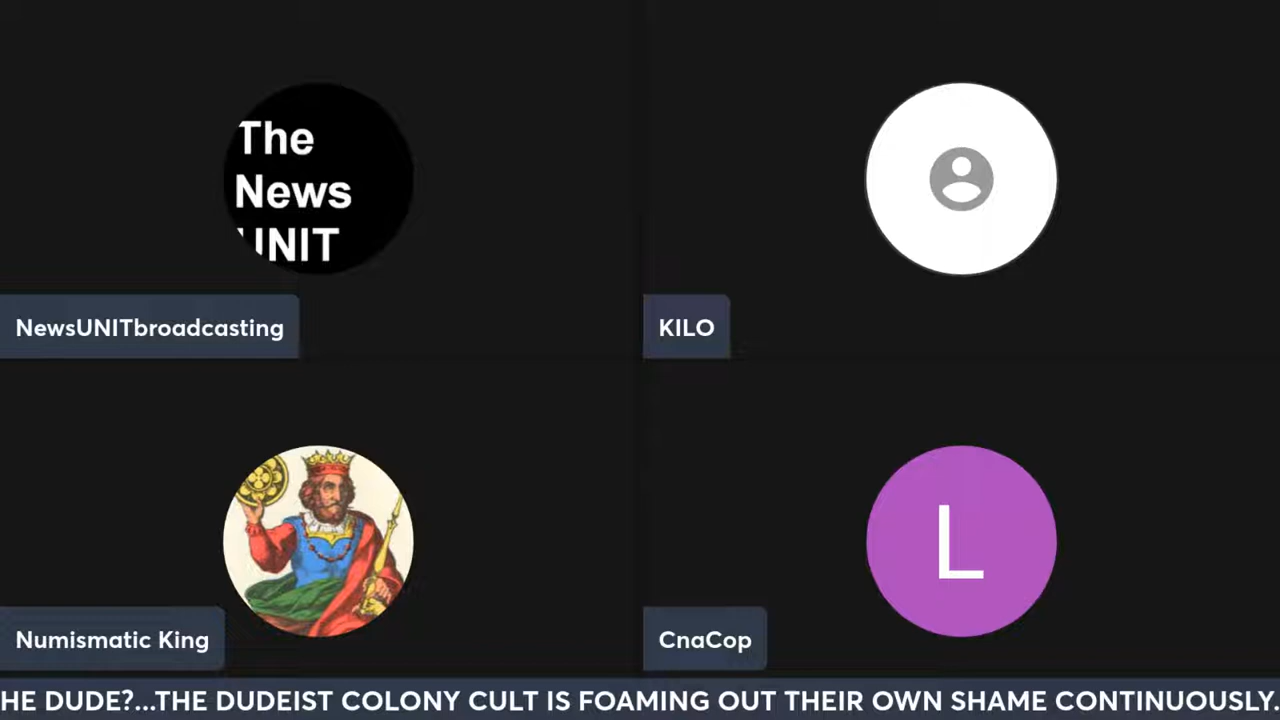 The
News
UNIT
NewsUNITbroadcasting
KILO
Numismatic King
L
CnaCop
HE DUDE?...THE DUDEIST COLONY CULT IS FOAMING OUT THEIR OWN SHAME CONTINUOUSLY.